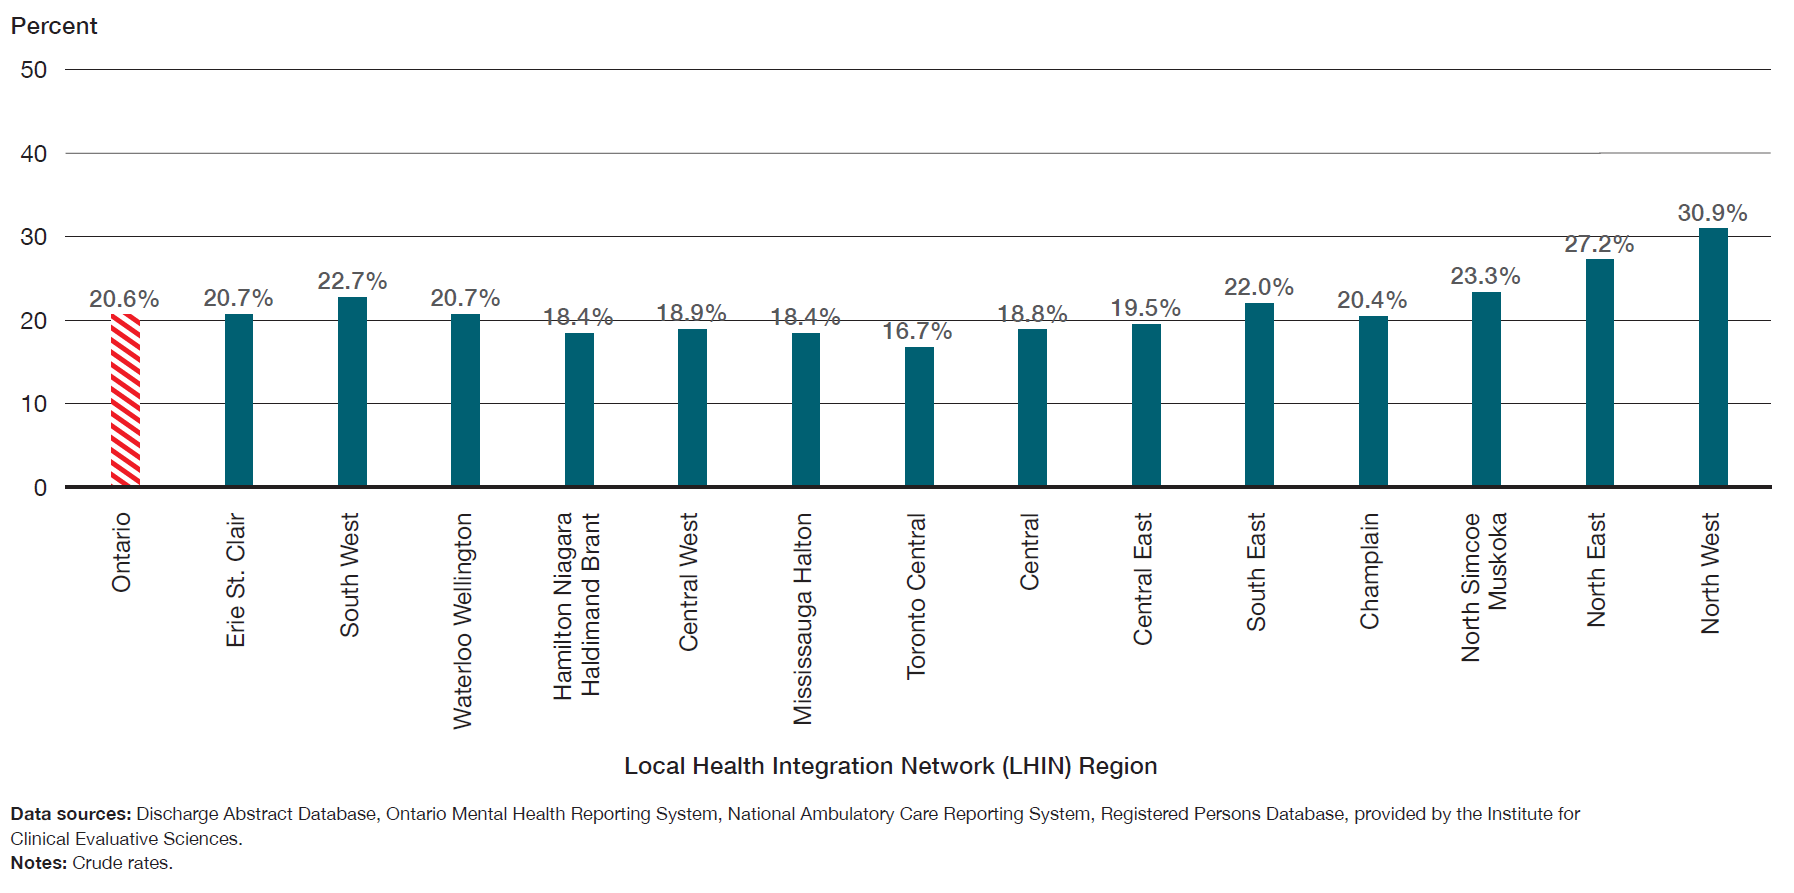 Percent
50
40
30
20
10
0
20.6%
20.7%
22.7%
20.7%
18.4%
18.9%
18.4%
16.7%
18.8%
19.5%
22.0%
20.4%
23.3%
27.2%
30.9%
Ontario
Erie St. Clair
South West
Waterloo Wellington
Hamilton Niagara
Haldimand Brant
Central West
Mississauga Halton
Toronto Central
Central
Central East
South East
Champlain
North Simcoe
Muskoka
North East
North West
Local Health Integration Network (LHIN) Region
Data sources: Discharge Abstract Database, Ontario Mental Health Reporting System, National Ambulatory Care Reporting System, Registered Persons Database, provided by the Institute for
Clinical Evaluative Sciences.
Notes: Crude rates.